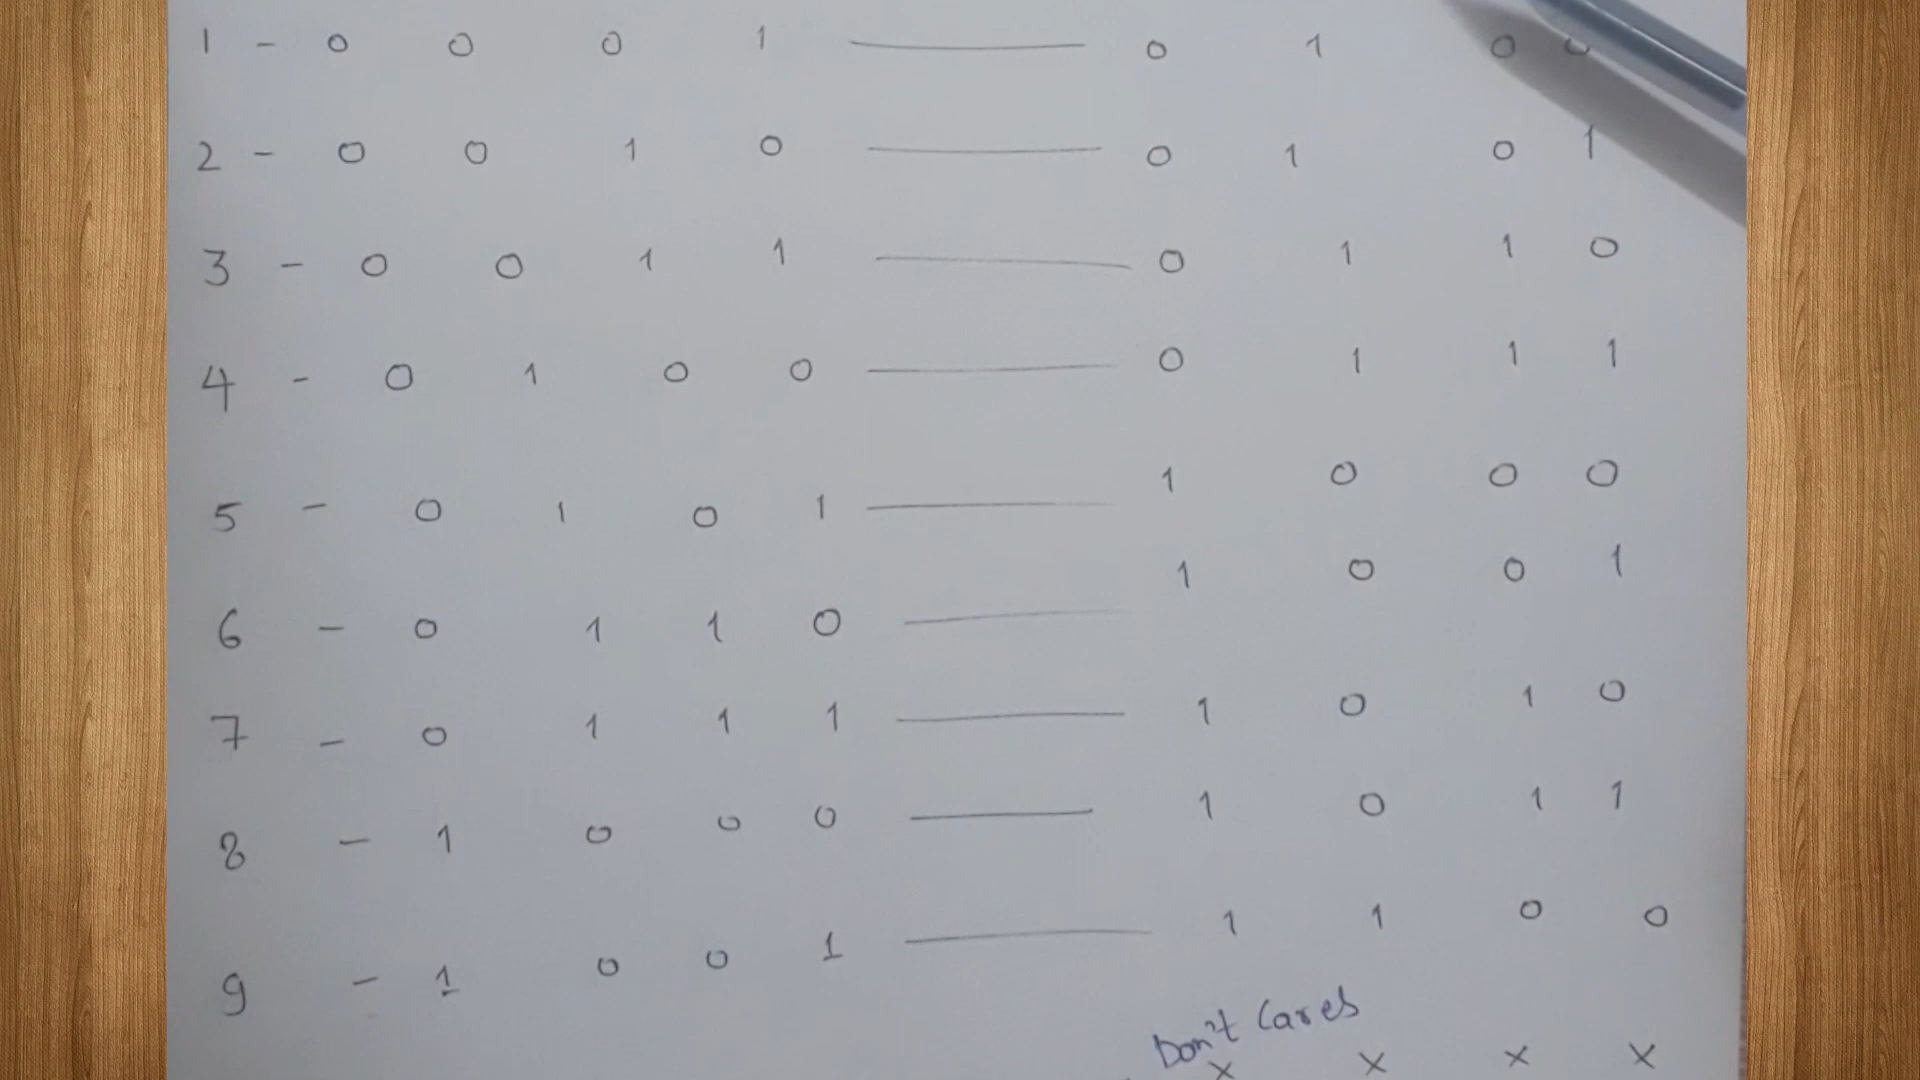 1 - 0 0 0 1 —— 0 1 0 0
2 - 0 0 1 0 —— 0 1 0 1
3 - 0 0 1 1 —— 0 1 1 0
4 - 0 1 0 0 —— 0 1 1 1
5 - 0 1 0 1 —— 1 0 0 0
6 - 0 1 1 0 —— 1 0 0 1
7 - 0 1 1 1 —— 1 0 1 0
8 - 1 0 0 0 —— 1 0 1 1
9 - 1 0 0 1 —— 1 1 0 0
Don't Cares
x x x x